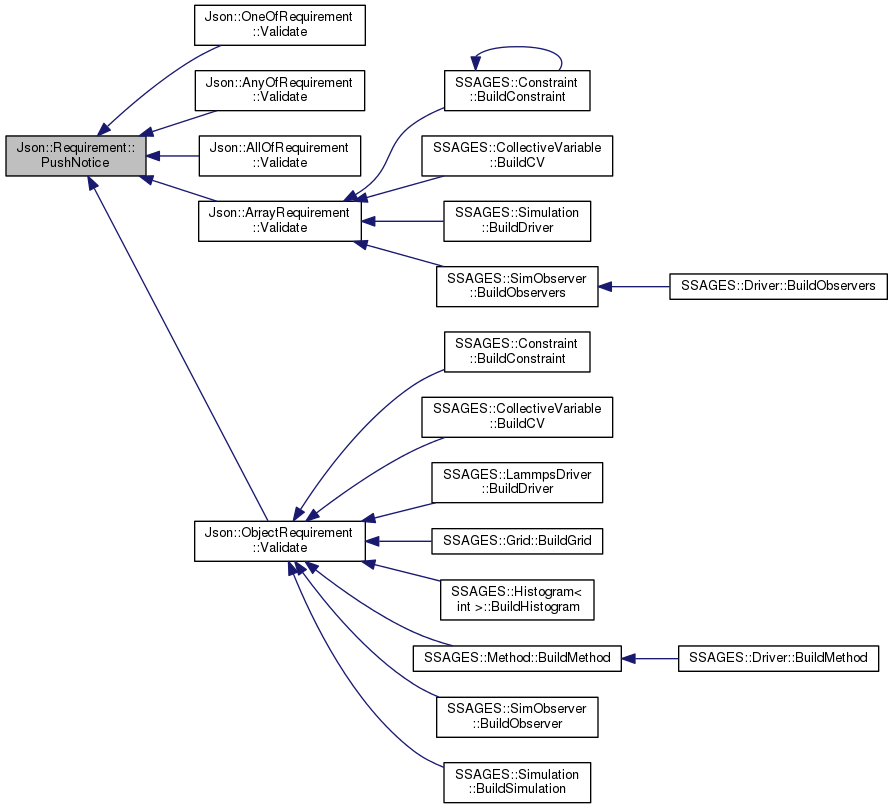 Json::OneOfRequirement
::Validate
Json::AnyOfRequirement
::Validate
SSAGES::Constraint
::BuildConstraint
Json::Requirement::
PushNotice
Json::AllOfRequirement
::Validate
SSAGES::CollectiveVariable
::BuildCV
Json::ArrayRequirement
::Validate
SSAGES::Simulation
::BuildDriver
SSAGES::SimObserver
::BuildObservers
SSAGES::Driver::BuildObservers
SSAGES::Constraint
::BuildConstraint
SSAGES::CollectiveVariable
::BuildCV
SSAGES::LammpsDriver
::BuildDriver
Json::ObjectRequirement
::Validate
SSAGES::Grid::BuildGrid
SSAGES::Histogram<
int >::BuildHistogram
SSAGES::Method::BuildMethod
SSAGES::Driver::BuildMethod
SSAGES::SimObserver
::BuildObserver
SSAGES::Simulation
::BuildSimulation